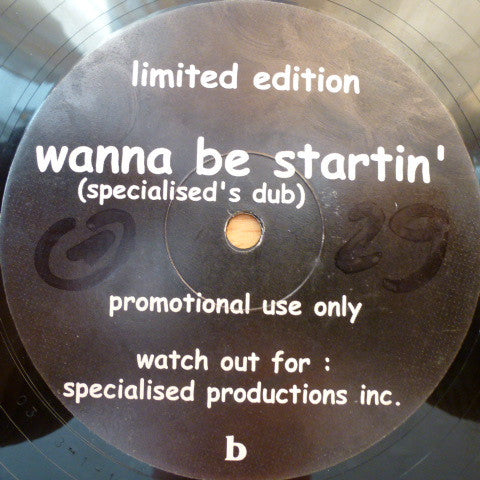 limited edition
wanna be startin'
(specialised's dub)
promotional use only
watch out for :
specialised productions inc.
b